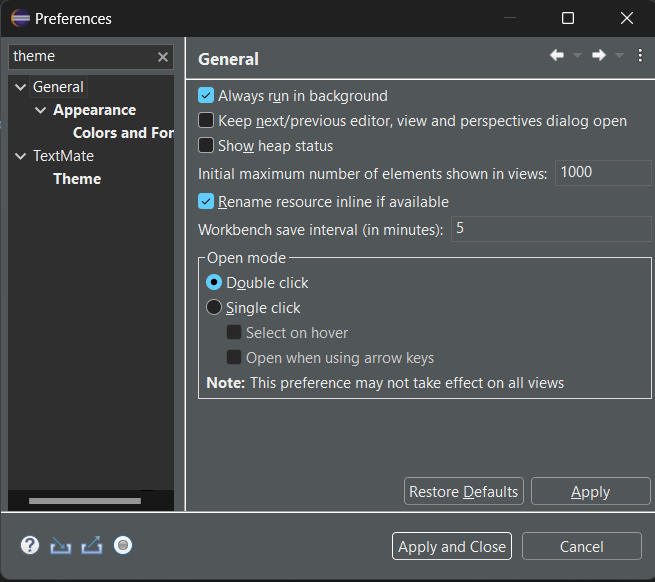 Preferences
theme
General
Appearance
Colors and For
TextMate
Theme
General
Always run in background
Keep next/previous editor, view and perspectives dialog open
Show heap status
Initial maximum number of elements shown in views: 1000
Rename resource inline if available
Workbench save interval (in minutes): 5
Open mode
Double click
Single click
Select on hover
Open when using arrow keys
Note: This preference may not take effect on all views
Restore Defaults Apply
Apply and Close Cancel